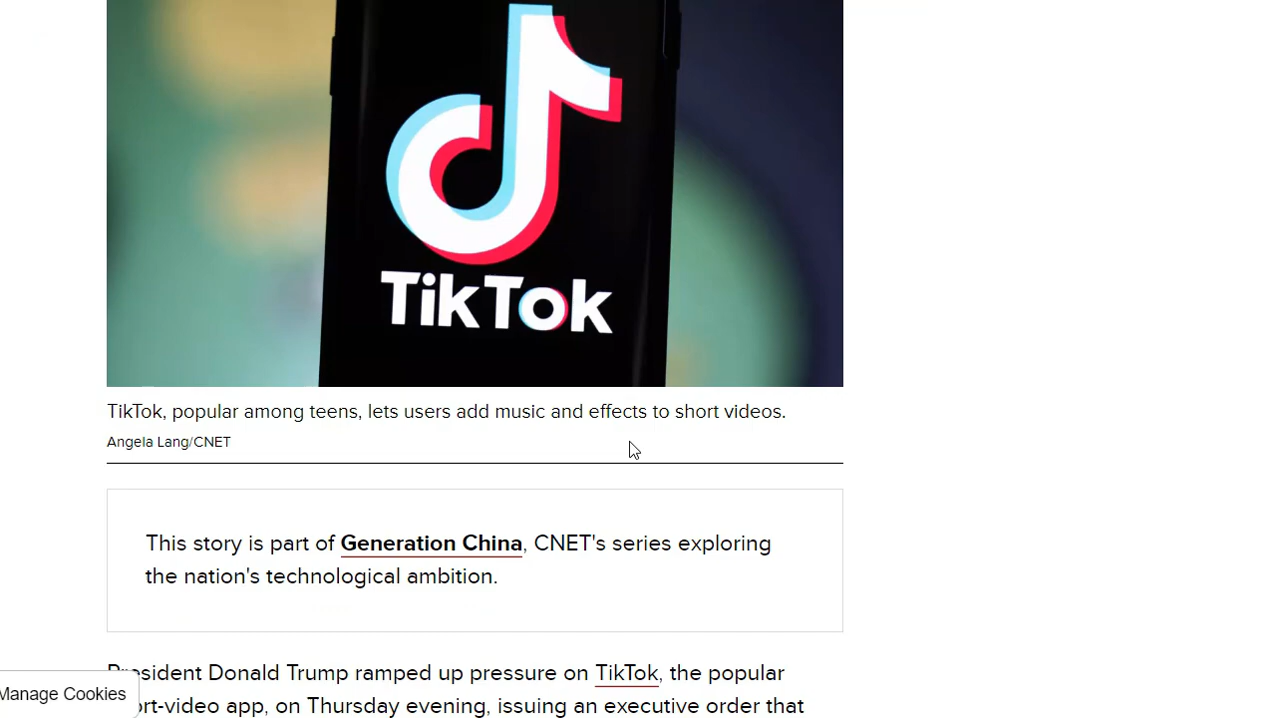 TikTok
TikTok, popular among teens, lets users add music and effects to short videos.
Angela Lang/CNET
This story is part of Generation China, CNET's series exploring
the nation's technological ambition.
President Donald Trump ramped up pressure on TikTok, the popular
ort-video app, on Thursday evening, issuing an executive order that
Manage Cookies